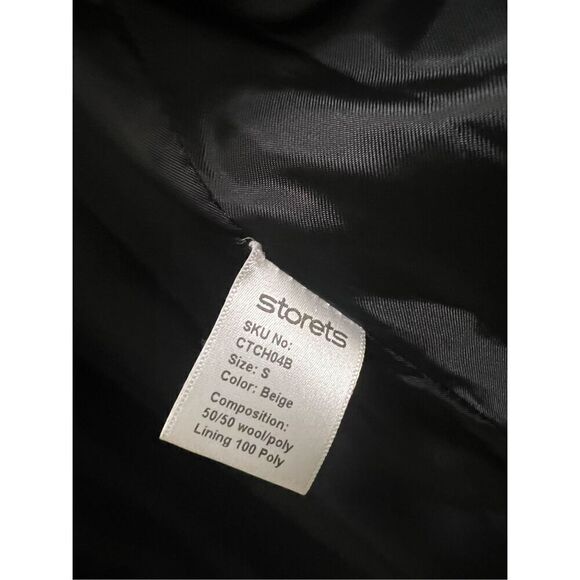 storets
SKU No:
CTCH04B
Size: S
Color: Beige
Composition:
50/50 wool/poly
Lining 100 Poly